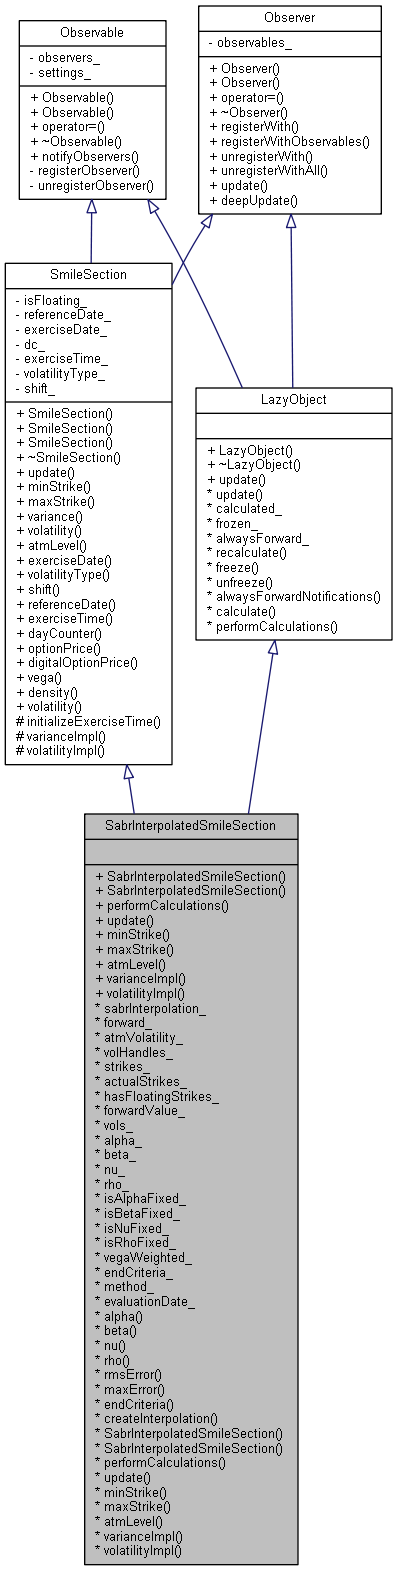 Observable
- observers_
- settings_
+ Observable()
+ Observable()
+ operator=()
+ ~Observable()
+ notifyObservers()
- registerObserver()
- unregisterObserver()
Observer
- observables_
+ Observer()
+ Observer()
+ operator=()
+ ~Observer()
+ registerWith()
+ registerWithObservables()
+ unregisterWith()
+ unregisterWithAll()
+ update()
+ deepUpdate()
SmileSection
- isFloating_
- referenceDate_
- exerciseDate_
- dc_
- exerciseTime_
- volatilityType_
- shift_
+ SmileSection()
+ SmileSection()
+ SmileSection()
+ ~SmileSection()
+ update()
+ minStrike()
+ maxStrike()
+ variance()
+ volatility()
+ atmLevel()
+ exerciseDate()
+ volatilityType()
+ shift()
+ referenceDate()
+ exerciseTime()
+ dayCounter()
+ optionPrice()
+ digitalOptionPrice()
+ vega()
+ density()
+ volatility()
# initializeExerciseTime()
# varianceImpl()
# volatilityImpl()
LazyObject
+ LazyObject()
+ ~LazyObject()
+ update()
* update()
* calculated_
* frozen_
* alwaysForward_
* recalculate()
* freeze()
* unfreeze()
* alwaysForwardNotifications()
* calculate()
* performCalculations()
SabrInterpolatedSmileSection
+ SabrInterpolatedSmileSection()
+ SabrInterpolatedSmileSection()
+ performCalculations()
+ update()
+ minStrike()
+ maxStrike()
+ atmLevel()
+ varianceImpl()
+ volatilityImpl()
* sabrInterpolation_
* forward_
* atmVolatility_
* volHandles_
* strikes_
* actualStrikes_
* hasFloatingStrikes_
* forwardValue_
* vols_
* alpha_
* beta_
* nu_
* rho_
* isAlphaFixed_
* isBetaFixed_
* isNuFixed_
* isRhoFixed_
* vegaWeighted_
* endCriteria_
* method_
* evaluationDate_
* alpha()
* beta()
* nu()
* rho()
* rmsError()
* maxError()
* endCriteria()
* createInterpolation()
* SabrInterpolatedSmileSection()
* SabrInterpolatedSmileSection()
* performCalculations()
* update()
* minStrike()
* maxStrike()
* atmLevel()
* varianceImpl()
* volatilityImpl()